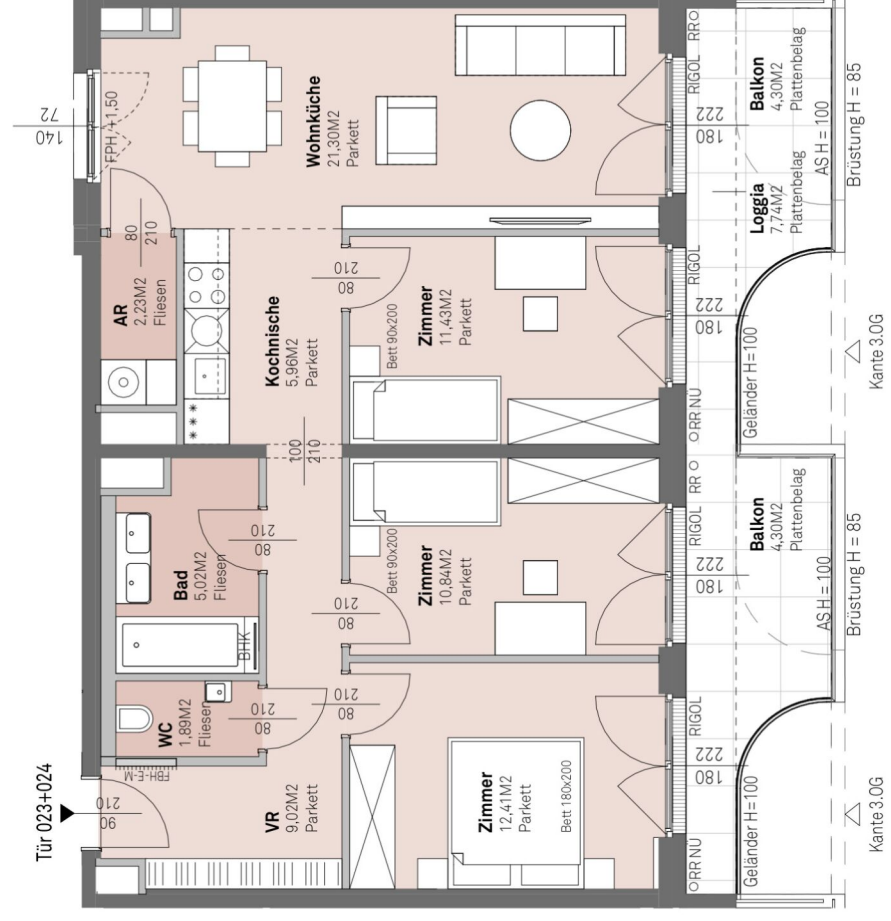 Tür 023+024
90
210
VR
9,02M2
Parkett
FBH-E-M
WC
1,89M2
Fliesen
80
210
Bad
5,02M2
Fliesen
BHK
80
210
AR
2,23M2
Fliesen
80
210
140
72
FPH +1,50
Kochnische
5,96M2
Parkett
100
210
Wohnküche
21,30M2
Parkett
Zimmer
12,41M2
Parkett
Bett 180x200
80
210
Zimmer
10,84M2
Parkett
Bett 90x200
80
210
Zimmer
11,43M2
Parkett
Bett 90x200
80
210
180
222
180
222
180
222
180
222
RR NÜ
RIGOL
RIGOL
RR
RR NÜ
RIGOL
RIGOL
RR
Geländer H=100
Balkon
4,30M2
Plattenbelag
AS H = 100
Brüstung H = 85
Geländer H=100
Loggia
7,74M2
Plattenbelag
Balkon
4,30M2
Plattenbelag
AS H = 100
Brüstung H = 85
Kante 3.OG
Kante 3.OG